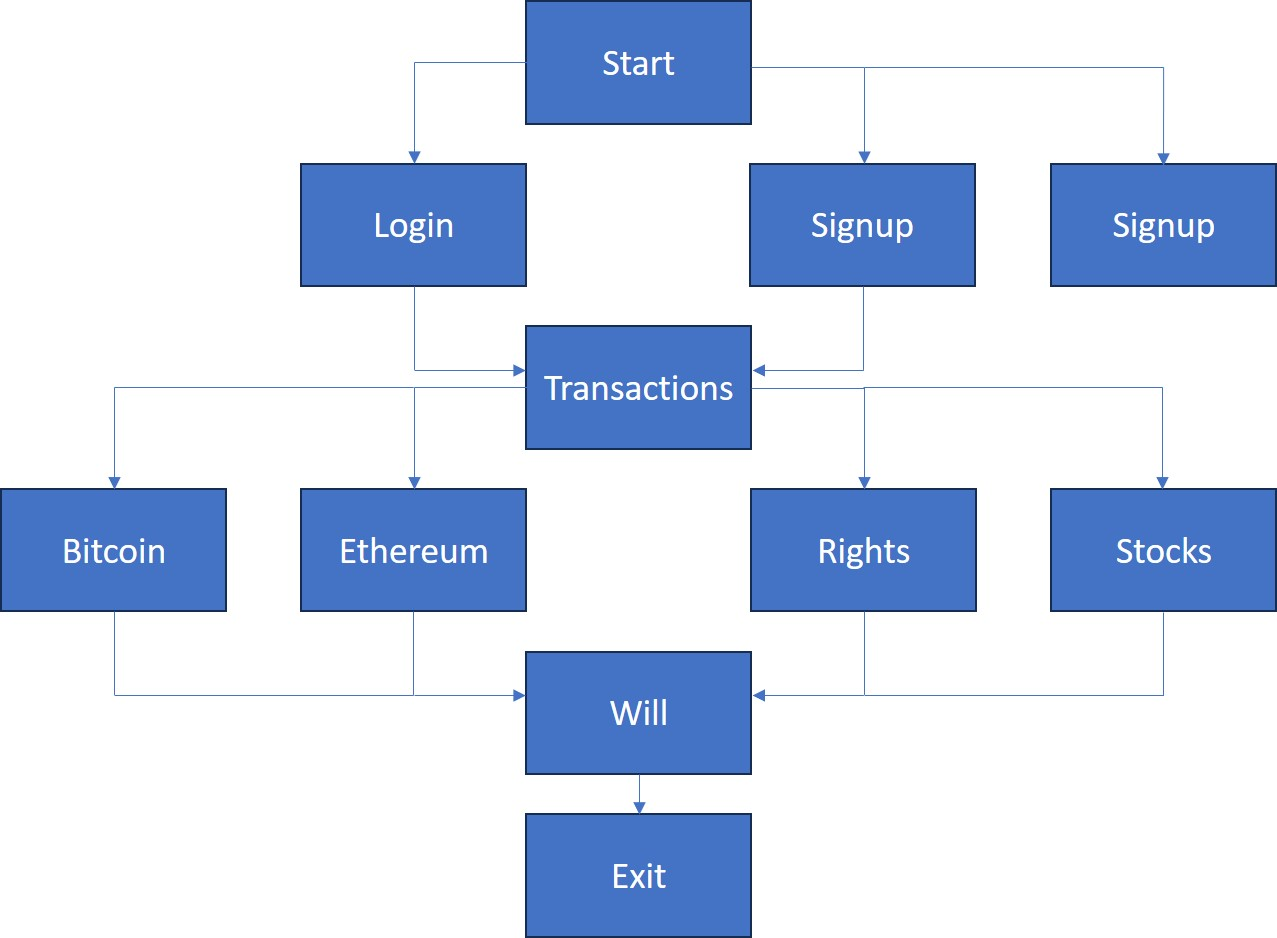 Start
Login
Signup
Signup
Transactions
Bitcoin
Ethereum
Rights
Stocks
Will
Exit